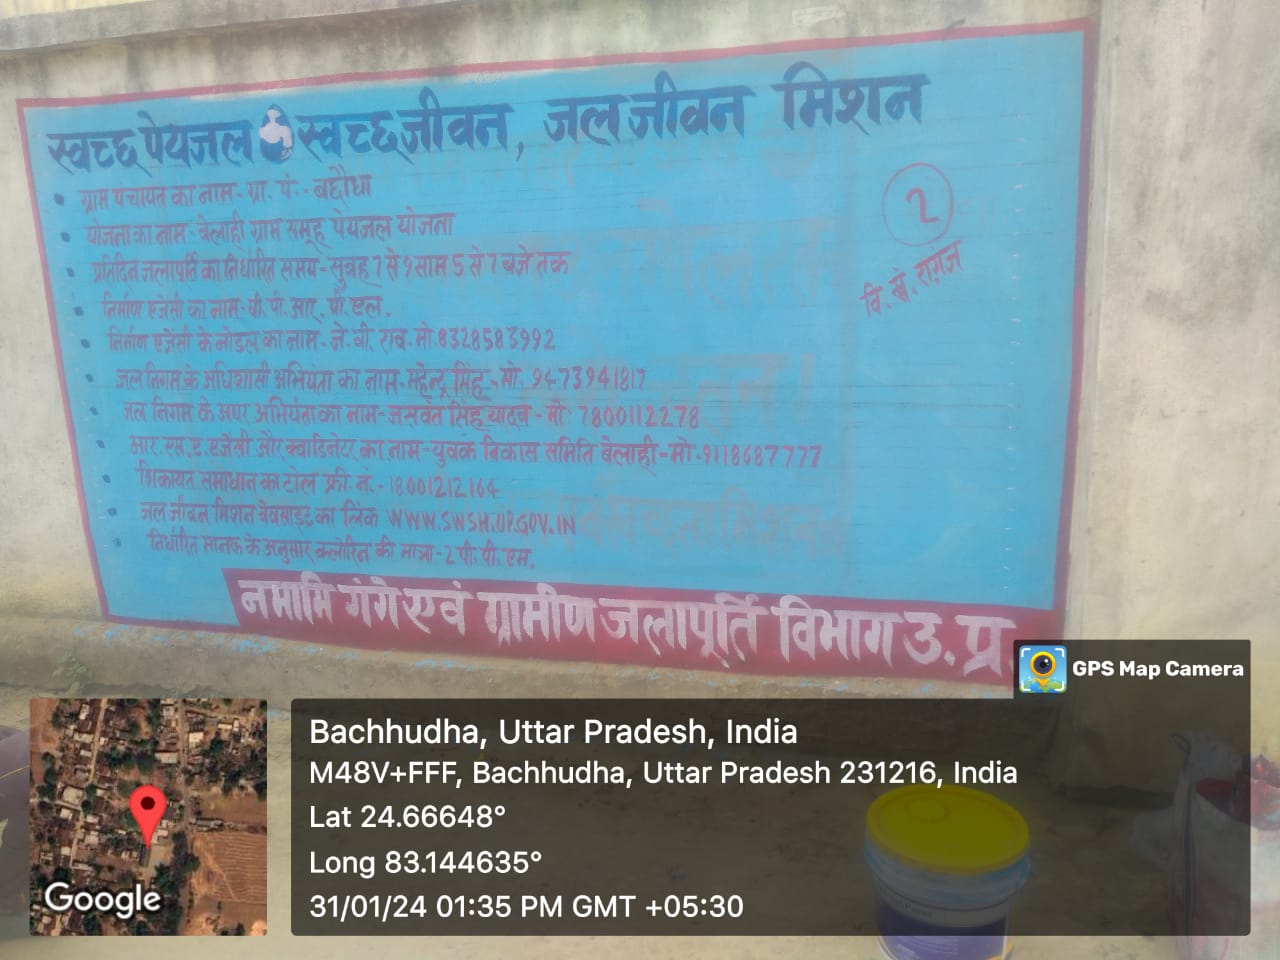 स्वच्छ पेयजल स्वच्छ जीवन, जल जीवन मिशन
• ग्राम पंचायत का नाम- ग्रा. पं.- बछौधा
• योजना का नाम- बेलाही ग्राम समूह पेयजल योजना
• प्रतिदिन जलापूर्ति का निर्धारित समय- सुबह 7 से 9 साम 5 से 7 बजे तक
• निर्माण एजेंसी का नाम- वी. पी. आर. पी. एल.
• निर्माण एजेंसी के नोडल का नाम- जे. वी. राव- मो. 8328583992
• जल निगम के अधिशासी अभियंता का नाम- महेन्द्र सिंह- मो. 9473941817
• जल निगम के अपर अभियंता का नाम- जसवंत सिंह यादव- मो- 7800112278
• आर. एस. ए. एजेंसी और क्वाडिनेटर का नाम- युवक विकास समिति बेलाही- मो- 9118687777
• शिकायत समाधान का टोल फ्री नं.- 18001212164
• जल जीवन मिशन वेबसाइट का लिंक WWW.SWSM.UP.GOV.IN
• निर्धारित मानक के अनुसार क्लोरिन की मात्रा- 2 पी. पी. एम.
2
वि. खं. रागंज
नमामि गंगे एवं ग्रामीण जलापूर्ति विभाग उ. प्र.
GPS Map Camera
Bachhudha, Uttar Pradesh, India
M48V+FFF, Bachhudha, Uttar Pradesh 231216, India
Lat 24.66648°
Long 83.144635°
31/01/24 01:35 PM GMT +05:30
Google